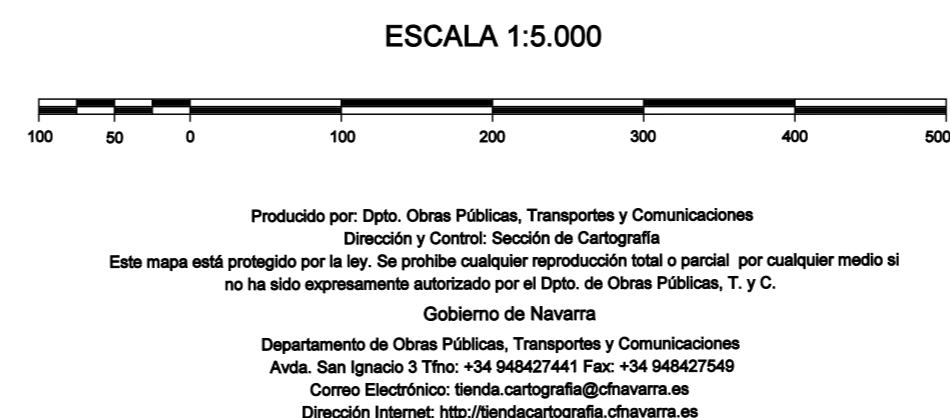 ESCALA 1:5.000
100 50 0 100 200 300 400 500
Producido por: Dpto. Obras Públicas, Transportes y Comunicaciones
Dirección y Control: Sección de Cartografía
Este mapa está protegido por la ley. Se prohibe cualquier reproducción total o parcial por cualquier medio si
no ha sido expresamente autorizado por el Dpto. de Obras Públicas, T. y C.
Gobierno de Navarra
Departamento de Obras Públicas, Transportes y Comunicaciones
Avda. San Ignacio 3 Tfno: +34 948427441 Fax: +34 948427549
Correo Electrónico: tienda.cartografia@cfnavarra.es
Dirección Internet: http://tiendacartografia.cfnavarra.es